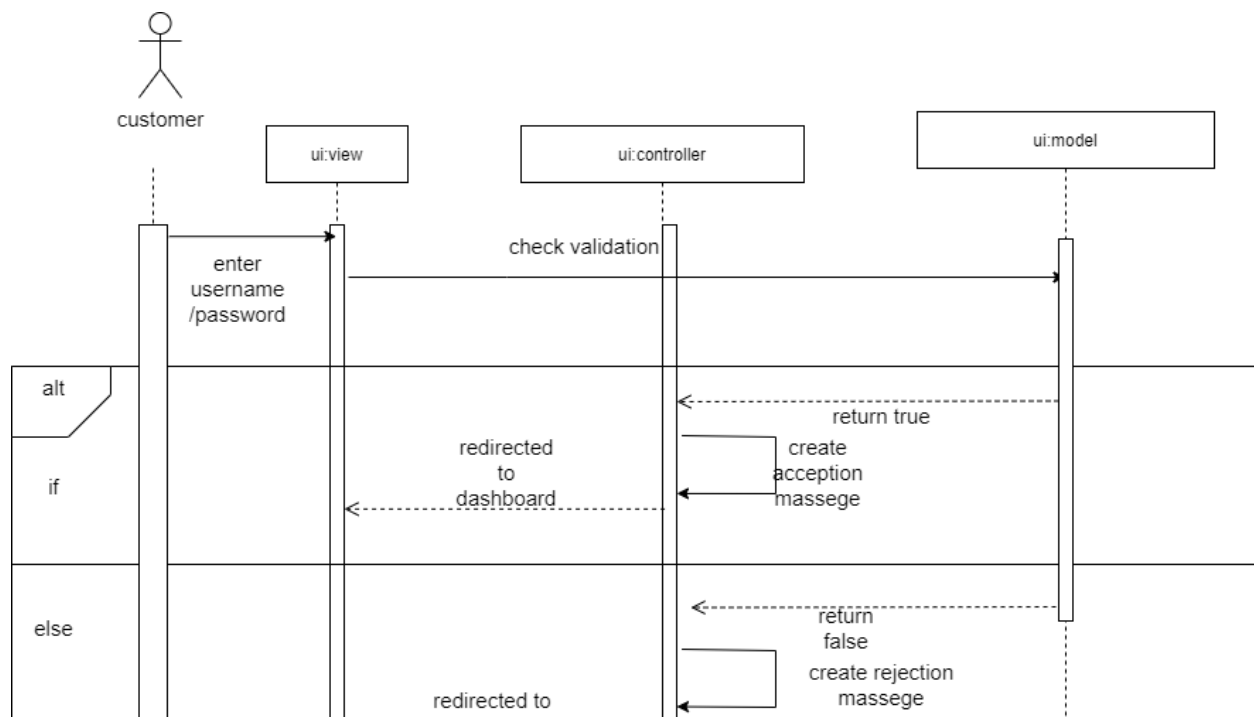 customer
ui:view
ui:controller
ui:model
check validation
enter
username
/password
alt
return true
redirected
to
dashboard
create
acception
massege
if
return
false
else
create rejection
massege
redirected to